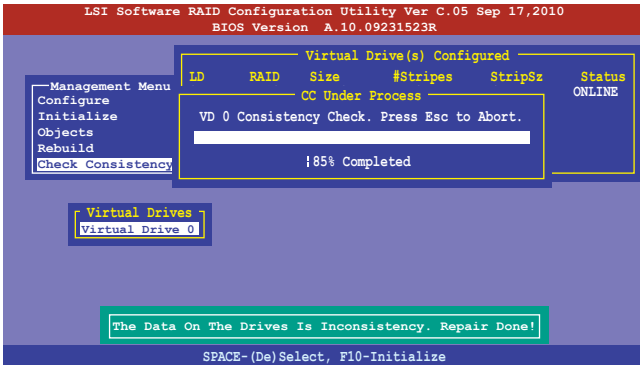 LSI Software RAID Configuration Utility Ver C.05 Sep 17,2010
BIOS Version A.10.09231523R
Virtual Drive(s) Configured
LD RAID Size #Stripes StripSz Status
ONLINE
Management Menu
Configure
Initialize
Objects
Rebuild
Check Consistency
CC Under Process
VD 0 Consistency Check. Press Esc to Abort.
85% Completed
Virtual Drives
Virtual Drive 0
The Data On The Drives Is Inconsistency. Repair Done!
SPACE-(De)Select, F10-Initialize